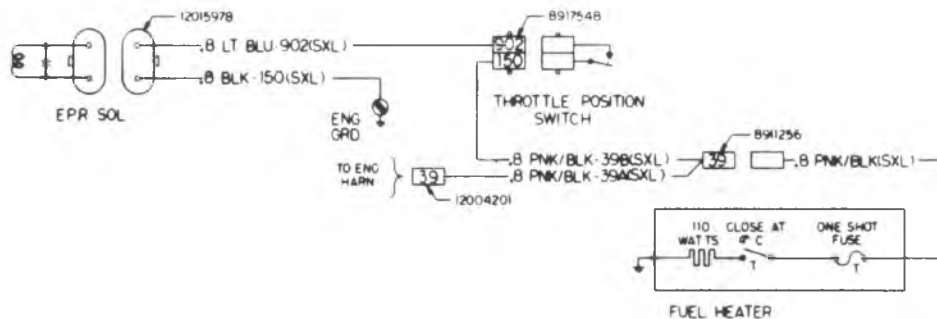 12015978
8917548
.8 LT BLU-902(SXL)
902
150
.8 BLK-150(SXL)
EPR SOL
ENG
GRD
THROTTLE POSITION
SWITCH
8911256
.8 PNK/BLK-39B(SXL)
39
.8 PNK/BLK(SXL)
TO ENG
HARN
39
.8 PNK/BLK-39A(SXL)
12004201
110
WATTS
CLOSE AT
4° C
ONE SHOT
FUSE
T
T
FUEL HEATER